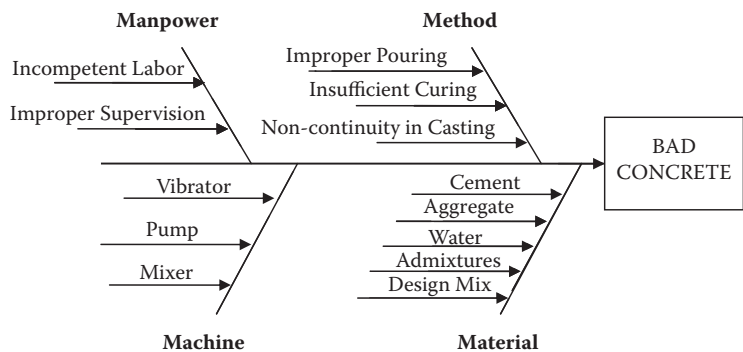 Manpower
Method
Incompetent Labor
Improper Supervision
Improper Pouring
Insufficient Curing
Non-continuity in Casting
BAD
CONCRETE
Vibrator
Pump
Mixer
Cement
Aggregate
Water
Admixtures
Design Mix
Machine
Material